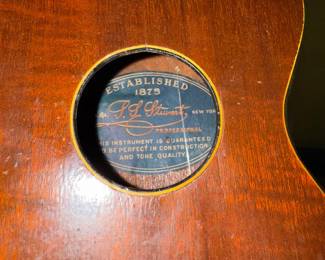 ESTABLISHED
1875
S. S. Stewart
NEW YORK
PROFESSIONAL
THIS INSTRUMENT IS GUARANTEED
TO BE PERFECT IN CONSTRUCTION
AND TONE QUALITY